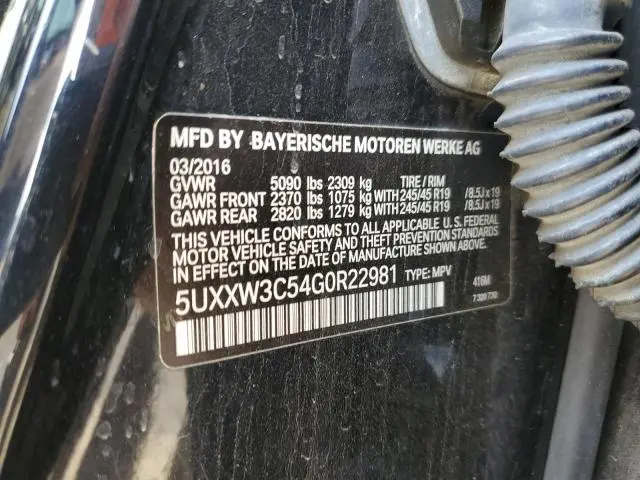 MFD BY BAYERISCHE MOTOREN WERKE AG
03/2016
GVWR 5090 lbs 2309 kg TIRE / RIM
GAWR FRONT 2370 lbs 1075 kg WITH 245/45 R19 /8.5J x 19
GAWR REAR 2820 lbs 1279 kg WITH 245/45 R19 /8.5J x 19
THIS VEHICLE CONFORMS TO ALL APPLICABLE U.S. FEDERAL
MOTOR VEHICLE SAFETY AND THEFT PREVENTION STANDARDS
IN EFFECT ON THE DATE OF MANUFACTURE SHOWN ABOVE.
5UXXW3C54G0R22981 TYPE: MPV 416M